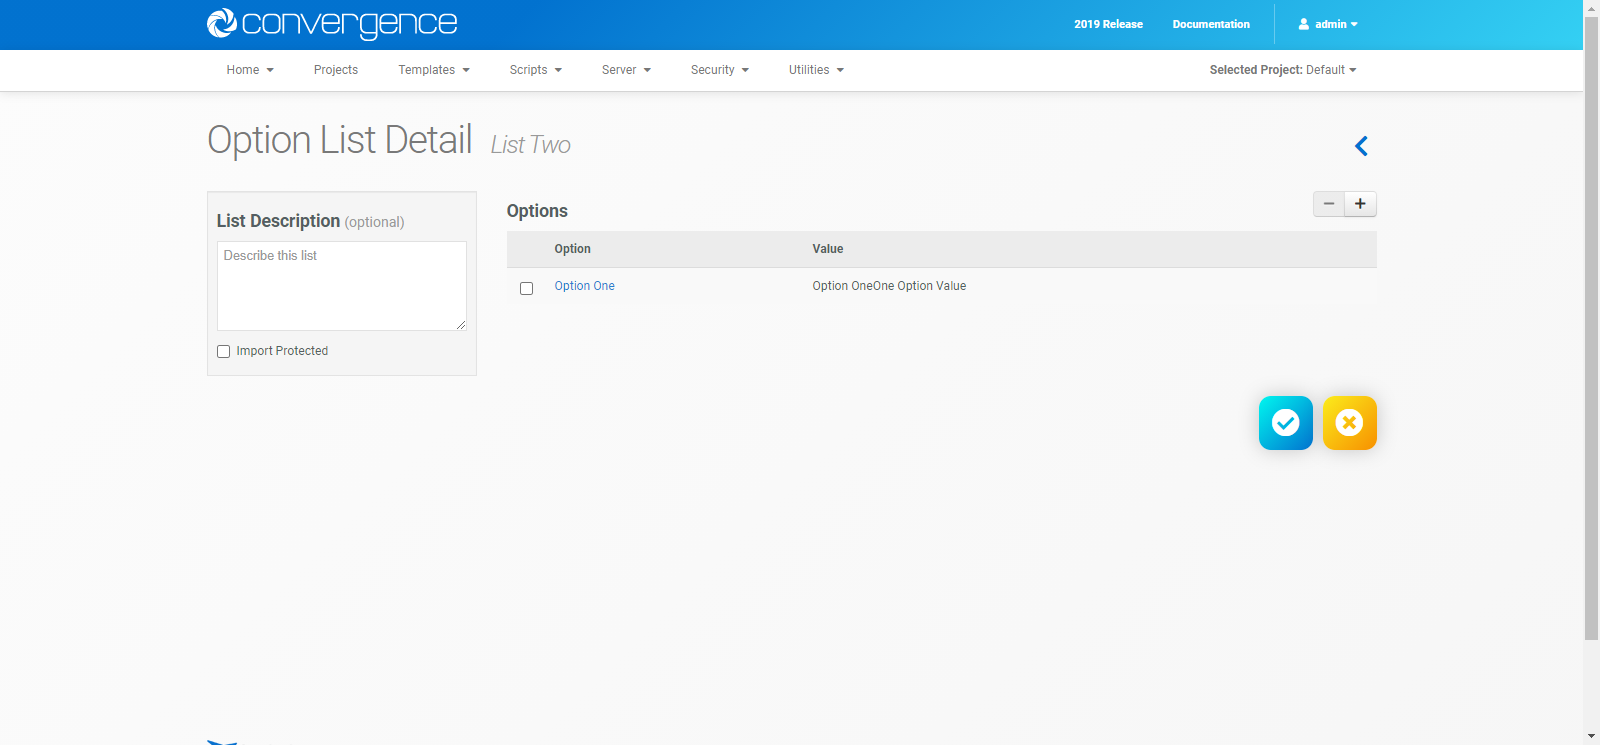 convergence
2019 Release Documentation admin
Home Projects Templates Scripts Server Security Utilities Selected Project: Default
Option List Detail List Two
List Description (optional)
Describe this list
Import Protected
Options
Option Value
Option One Option OneOne Option Value